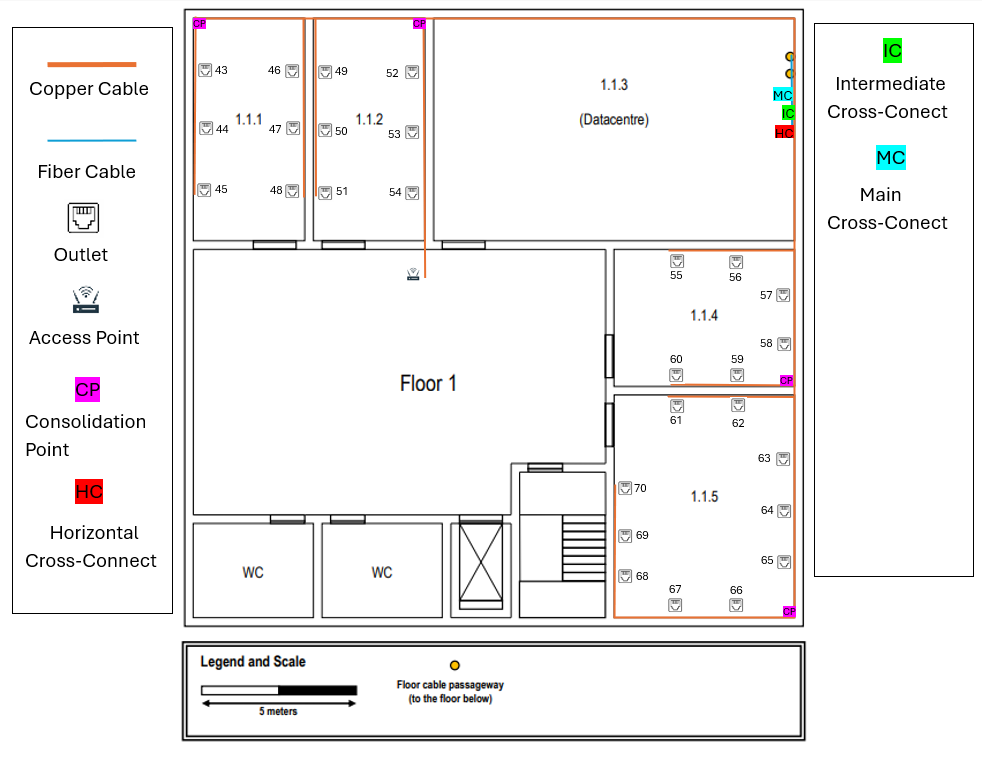 Copper Cable
Fiber Cable
Outlet
Access Point
CP
Consolidation
Point
HC
Horizontal
Cross-Connect
CP
CP
43
46
49
52
1.1.3
(Datacentre)
MC
IC
HC
44
1.1.1
47
50
1.1.2
53
45
48
51
54
55
56
57
1.1.4
58
60
59
CP
Floor 1
61
62
63
70
1.1.5
64
69
65
68
67
66
CP
WC
WC
IC
Intermediate
Cross-Conect
MC
Main
Cross-Conect
Legend and Scale
5 meters
Floor cable passageway
(to the floor below)